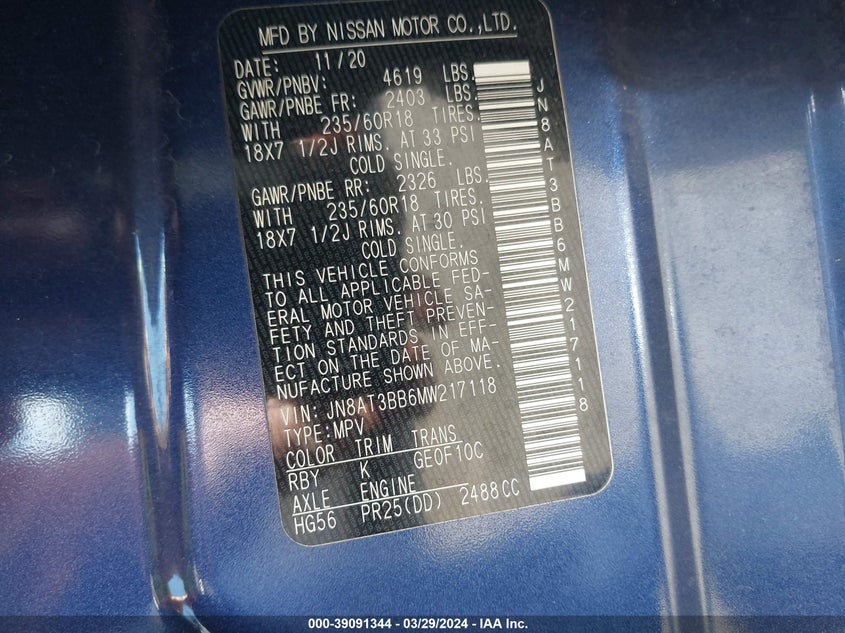 MFD BY NISSAN MOTOR CO.,LTD.
DATE: 11/20
GVWR/PNBV: 4619 LBS.
GAWR/PNBE FR: 2403 LBS.
WITH 235/60R18 TIRES.
18X7 1/2J RIMS. AT 33 PSI
COLD SINGLE.
GAWR/PNBE RR: 2326 LBS.
WITH 235/60R18 TIRES.
18X7 1/2J RIMS. AT 30 PSI
COLD SINGLE.
THIS VEHICLE CONFORMS
TO ALL APPLICABLE FED-
ERAL MOTOR VEHICLE SA-
FETY AND THEFT PREVEN-
TION STANDARDS IN EFF-
ECT ON THE DATE OF MA-
NUFACTURE SHOWN ABOVE.
VIN: JN8AT3BB6MW217118
TYPE:MPV
COLOR TRIM TRANS
RBY K GE0F10C
AXLE ENGINE
HG56 PR25(DD) 2488CC
JN8AT3BB6MW217118
000-39091344 / 03/29/2024 - IAA Inc.